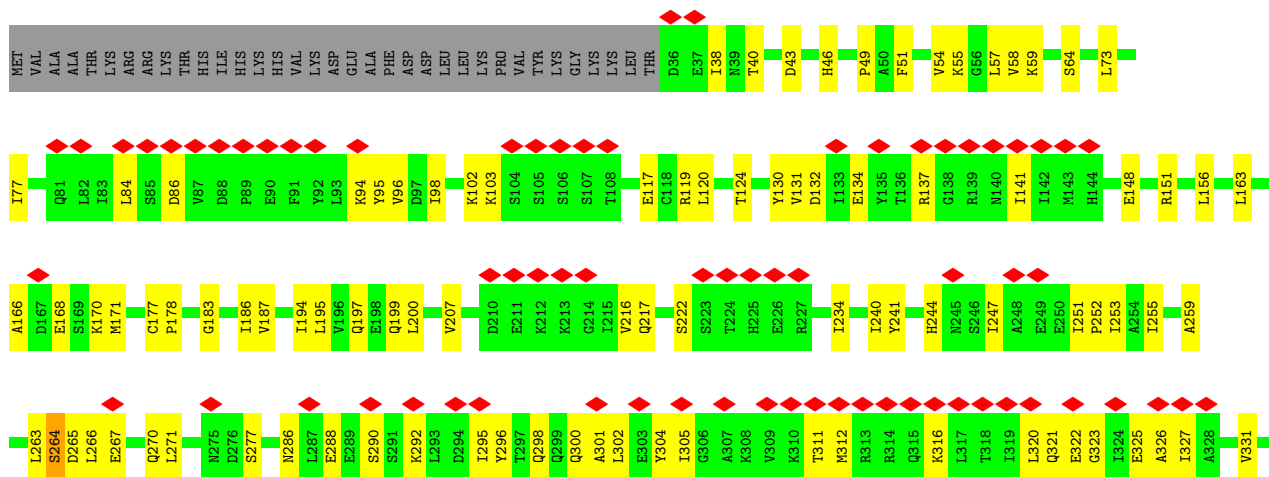 MET VAL ALA ALA THR LYS ARG ARG LYS THR HIS ILE HIS LYS HIS VAL LYS ASP GLU ALA PHE ASP ASP LEU LEU LYS PRO VAL TYR LYS GLY LYS LYS LEU THR D36 E37 I38 N39 T40 D43 H46 P49 A50 F51 V54 K55 G56 L57 V58 K59 S64 L73
I77 Q81 L82 I83 L84 S85 D86 V87 D88 P89 E90 F91 Y92 L93 K94 Y95 V96 D97 I98 K102 K103 S104 S105 S106 S107 T108 E117 C118 R119 L120 T124 Y130 V131 D132 I133 E134 Y135 T136 R137 G138 R139 N140 I141 I142 M143 H144 E148 R151 L156 L163
A166 D167 E168 S169 K170 M171 C177 P178 G183 I186 V187 I194 L195 V196 Q197 E198 Q199 L200 V207 D210 E211 K212 K213 G214 I215 V216 Q217 S222 S223 T224 H225 E226 R227 I234 I240 Y241 H244 N245 S246 I247 A248 E249 E250 I251 P252 I253 A254 I255 A259
L263 S264 D265 L266 E267 Q270 L271 N275 D276 S277 N286 L287 E288 E289 S290 S291 K292 L293 D294 I295 Y296 T297 Q298 Q299 Q300 A301 L302 E303 Y304 I305 G306 A307 K308 V309 K310 T311 M312 R313 R314 Q315 K316 L317 T318 I319 L320 Q321 E322 G323 I324 E325 A326 I327 A328 V331